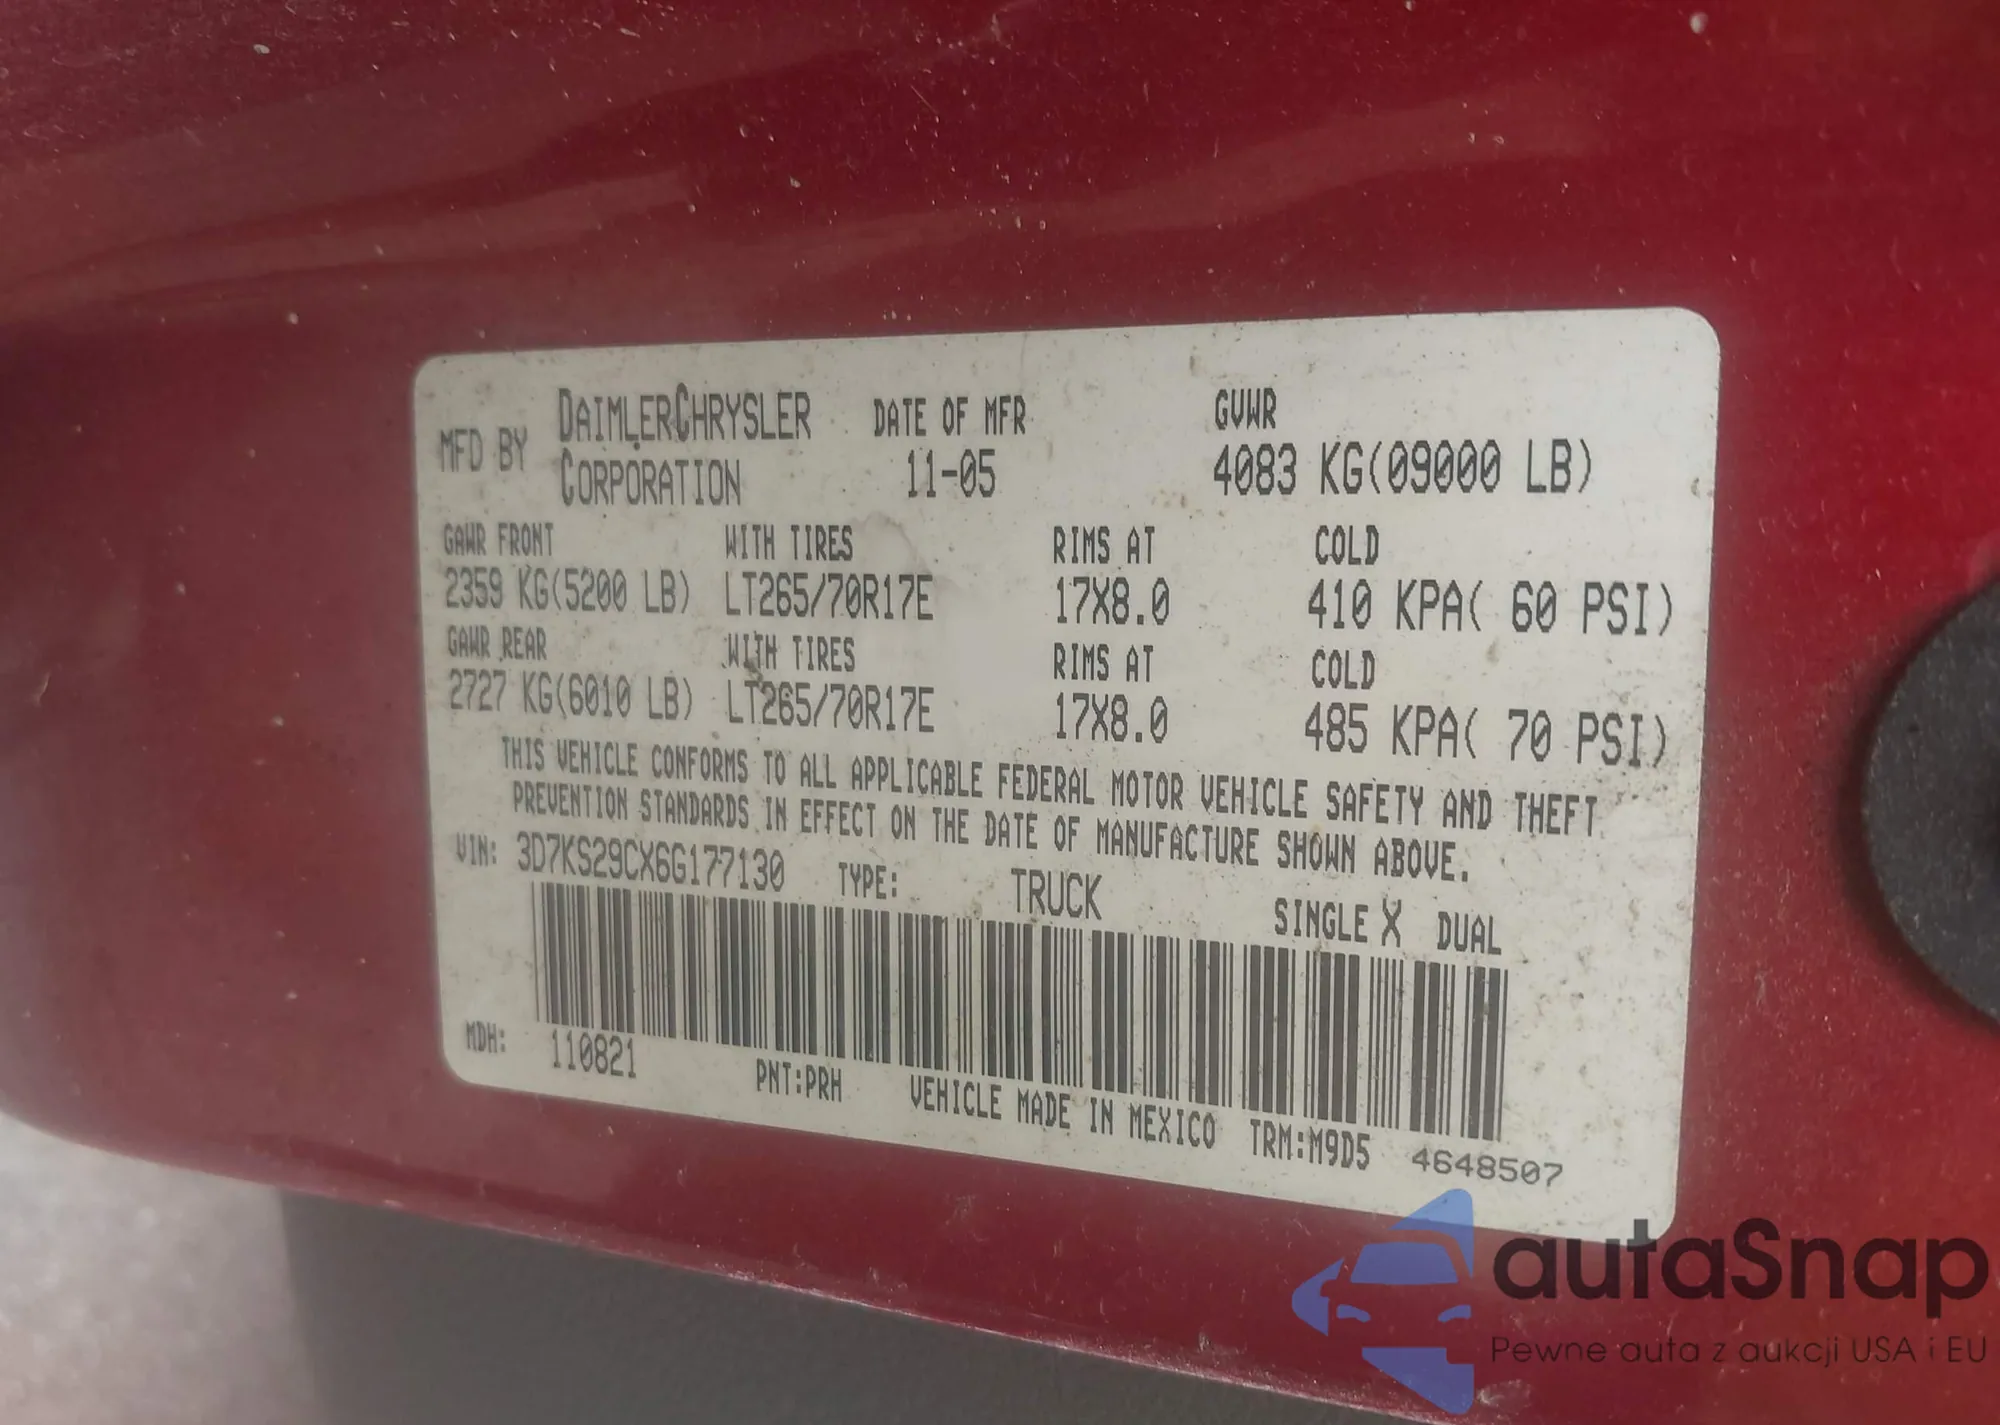 MFD BY DAIMLERCHRYSLER CORPORATION DATE OF MFR 11-05 GVWR 4083 KG(09000 LB)
GAWR FRONT WITH TIRES RIMS AT COLD
2359 KG(5200 LB) LT265/70R17E 17X8.0 410 KPA( 60 PSI)
GAWR REAR WITH TIRES RIMS AT COLD
2727 KG(6010 LB) LT265/70R17E 17X8.0 485 KPA( 70 PSI)
THIS VEHICLE CONFORMS TO ALL APPLICABLE FEDERAL MOTOR VEHICLE SAFETY AND THEFT
PREVENTION STANDARDS IN EFFECT ON THE DATE OF MANUFACTURE SHOWN ABOVE.
VIN: 3D7KS29CX6G177130 TYPE: TRUCK SINGLE X DUAL
MDH: 110821 PNT:PRH VEHICLE MADE IN MEXICO TRM:M9D5 4648507
autaSnap
Pewne auta z aukcji USA i EU